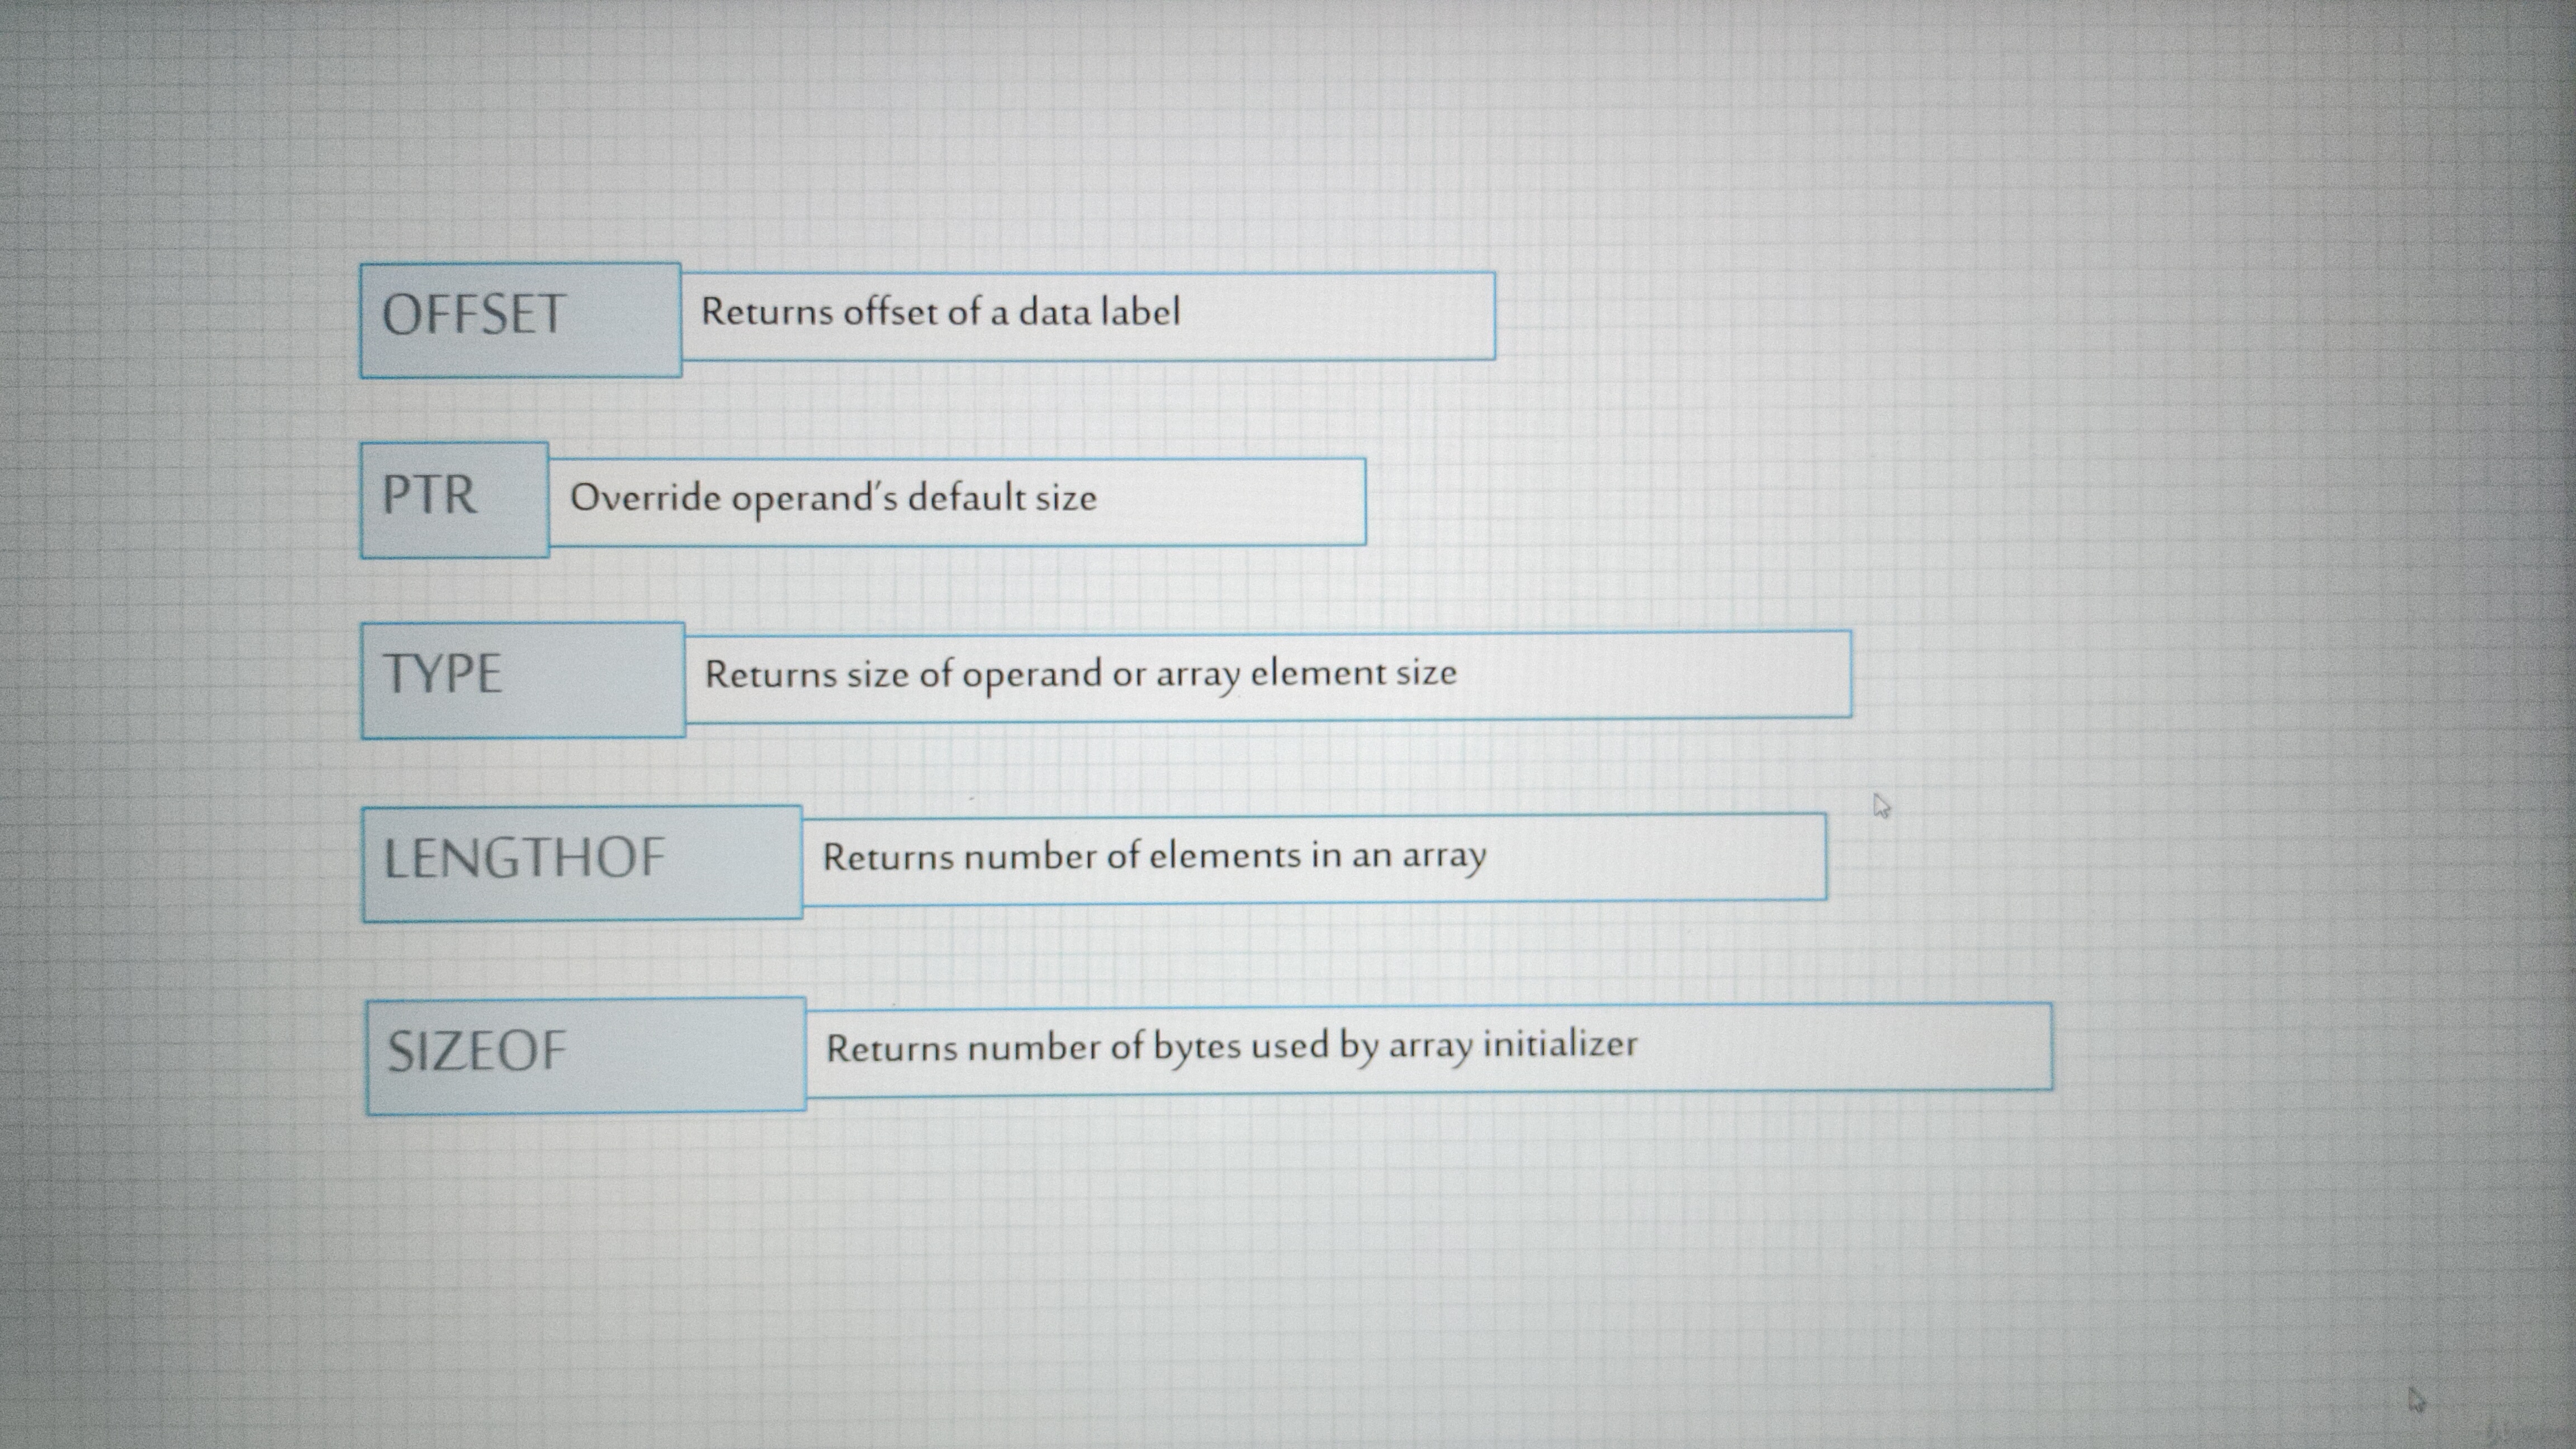 OFFSET Returns offset of a data label
PTR Override operand's default size
TYPE Returns size of operand or array element size
LENGTHOF Returns number of elements in an array
SIZEOF Returns number of bytes used by array initializer